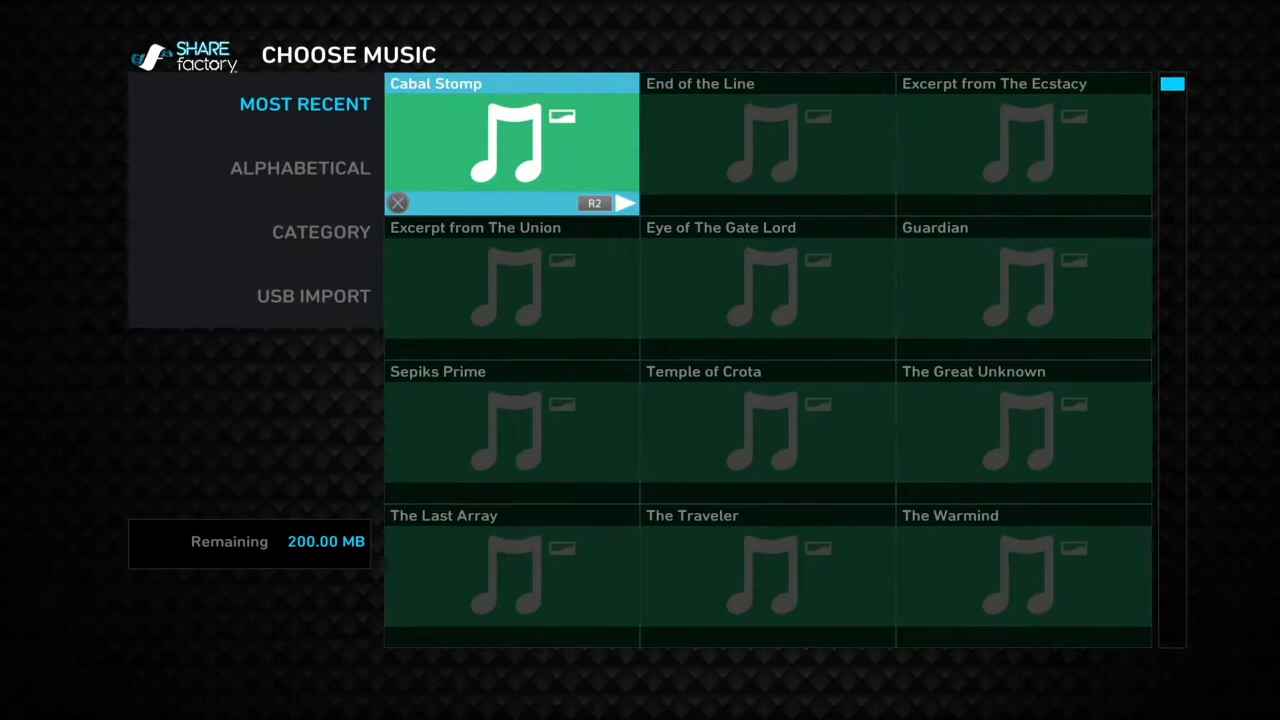 SHARE
factory™
CHOOSE MUSIC
MOST RECENT
ALPHABETICAL
CATEGORY
USB IMPORT
Remaining 200.00 MB
Cabal Stomp
R2
End of the Line
Excerpt from The Ecstacy
Excerpt from The Union
Eye of The Gate Lord
Guardian
Sepiks Prime
Temple of Crota
The Great Unknown
The Last Array
The Traveler
The Warmind